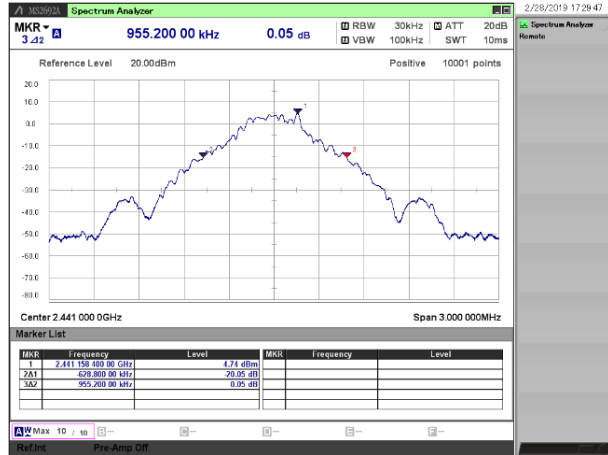 MS2692A Spectrum Analyzer
2/28/2019 17:29:47
MKR 3Δ2 955.200 00 kHz 0.05 dB
RBW 30kHz ATT 20dB
VBW 100kHz SWT 10ms
Spectrum Analyzer
Remote
Reference Level 20.00dBm Positive 10001 points
20.0
10.0
0.0
-10.0
-20.0
-30.0
-40.0
-50.0
-60.0
-70.0
-80.0
1
2
3
Center 2.441 000 0GHz Span 3.000 000MHz
Marker List
MKR Frequency Level MKR Frequency Level
1 2.441 158 400 00 GHz 4.74 dBm
2Δ1 -628.800 00 kHz -20.05 dB
3Δ2 955.200 00 kHz 0.05 dB
A W Max 10 / 10 B-- C-- D-- E-- F--
Ref.Int Pre-Amp Off